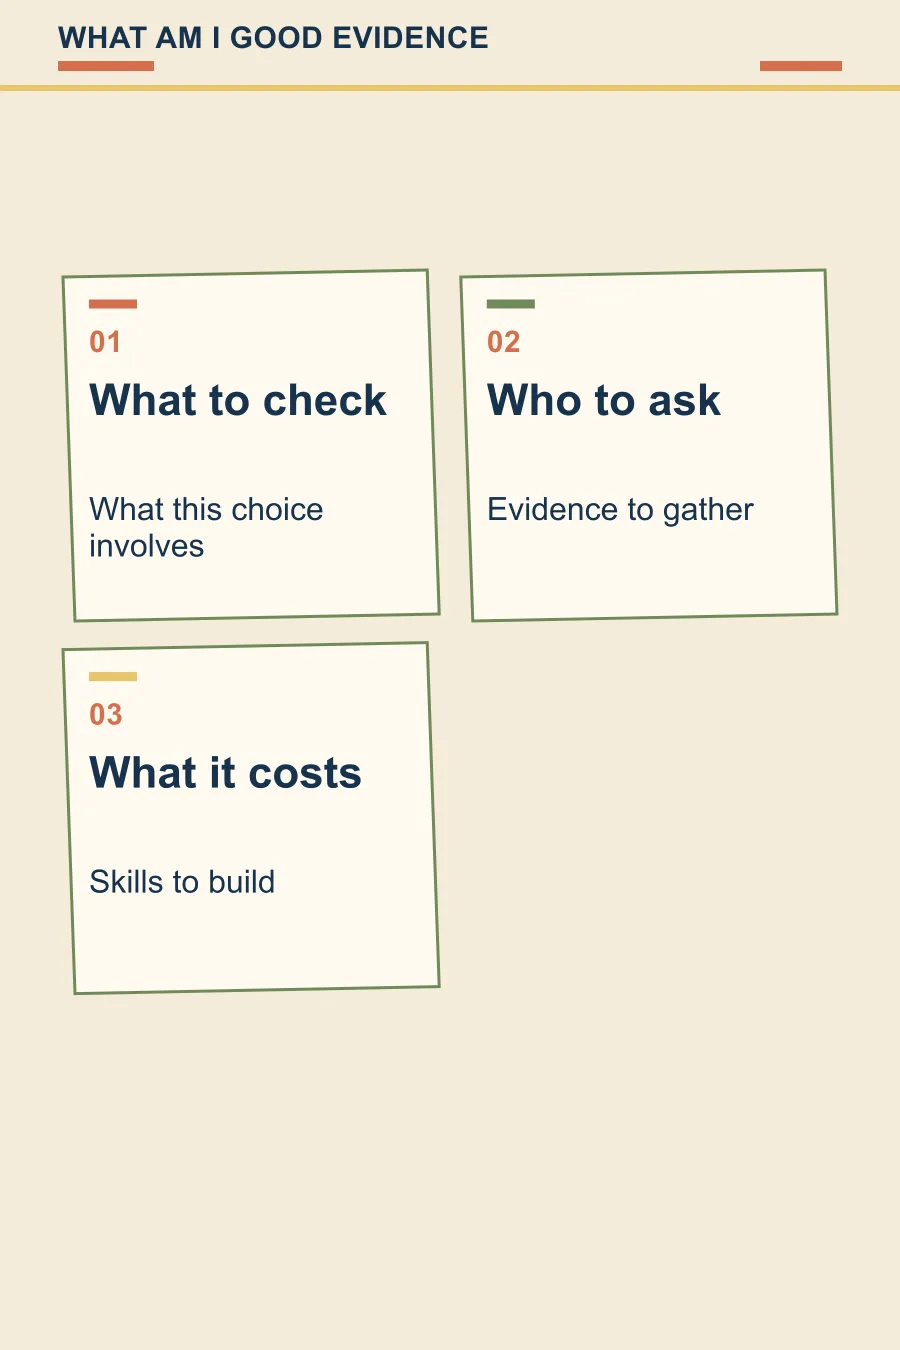 WHAT AM I GOOD EVIDENCE
01
What to check
What this choice
involves
02
Who to ask
Evidence to gather
03
What it costs
Skills to build